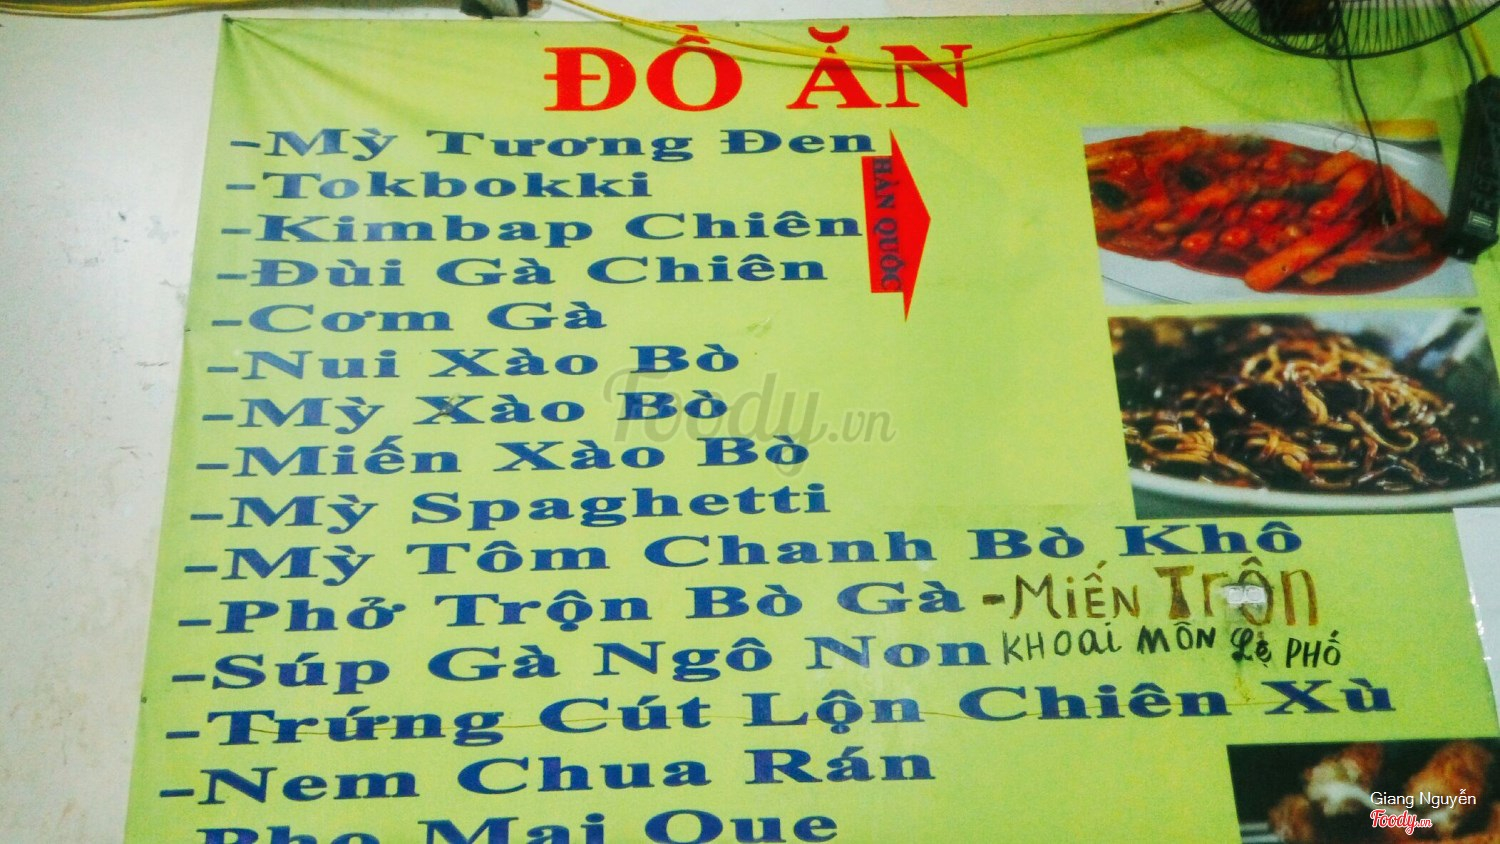 ĐỒ ĂN
-Mỳ Tương Đen
-Tokbokki
-Kimbap Chiên
-Đùi Gà Chiên
HÀN QUỐC
-Cơm Gà
-Nui Xào Bò
-Mỳ Xào Bò
-Miến Xào Bò
-Mỳ Spaghetti
-Mỳ Tôm Chanh Bò Khô
-Phở Trộn Bò Gà -MIẾN Trộn
-Súp Gà Ngô Non KHOAI MÔN Lệ PHỐ
-Trứng Cút Lộn Chiên Xù
-Nem Chua Rán
-Pho Mai Que
Foody.vn
Giang Nguyễn
Foody.vn